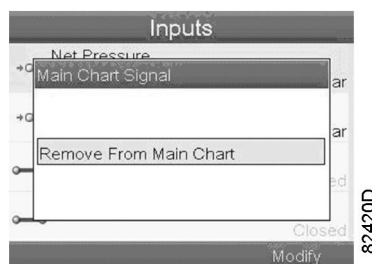 Inputs
Net Pressure
Main Chart Signal
ar
ar
Remove From Main Chart
ed
Closed
Modify
82420D